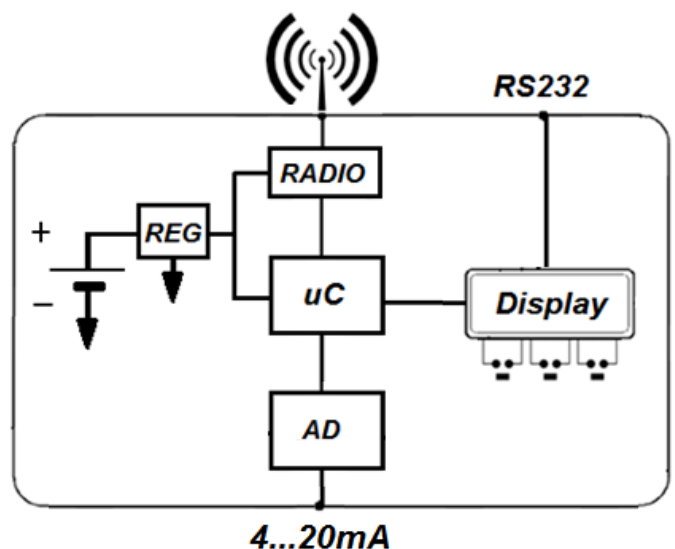 RS232
RADIO
+
REG
uC
Display
−
AD
4...20mA